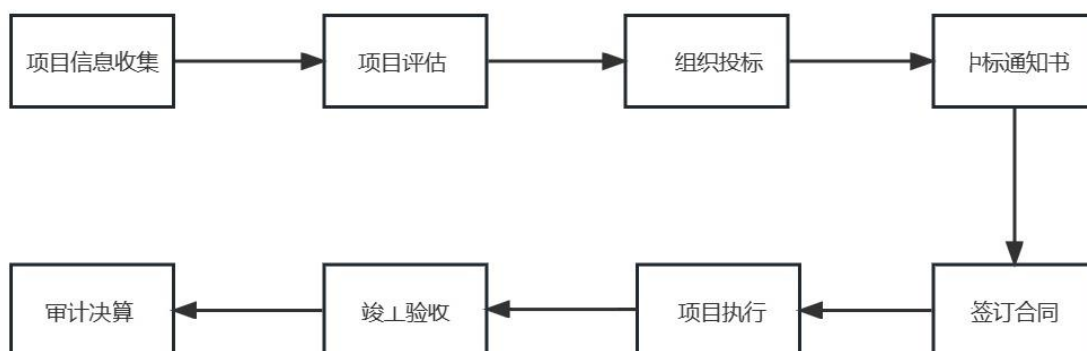 项目信息收集
项目评估
组织投标
中标通知书
签订合同
项目执行
竣工验收
审计决算